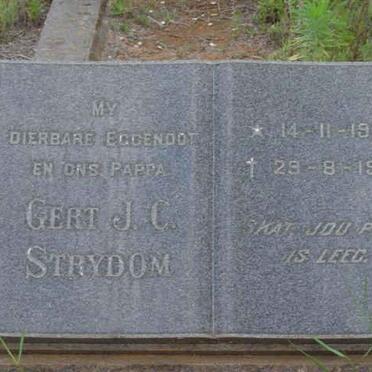 MY
DIERBARE EGGENOOT
EN ONS PAPPA
GERT J. C.
STRYDOM
* 14-11-19
† 29-8-19
SKAT JOU P
IS LEEG.